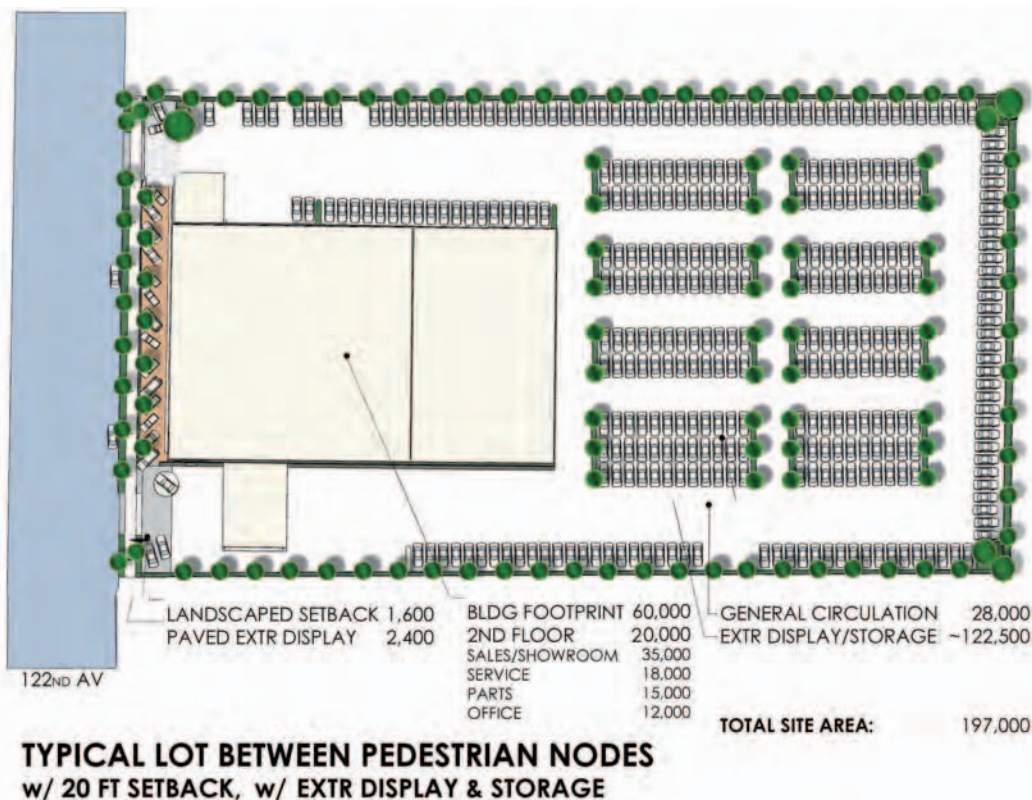 LANDSCAPED SETBACK 1,600
PAVED EXTR DISPLAY 2,400
BLDG FOOTPRINT 60,000
2ND FLOOR 20,000
SALES/SHOWROOM 35,000
SERVICE 18,000
PARTS 15,000
OFFICE 12,000
GENERAL CIRCULATION 28,000
EXTR DISPLAY/STORAGE ~122,500
122ND AV
TOTAL SITE AREA: 197,000
TYPICAL LOT BETWEEN PEDESTRIAN NODES
w/ 20 FT SETBACK, w/ EXTR DISPLAY & STORAGE